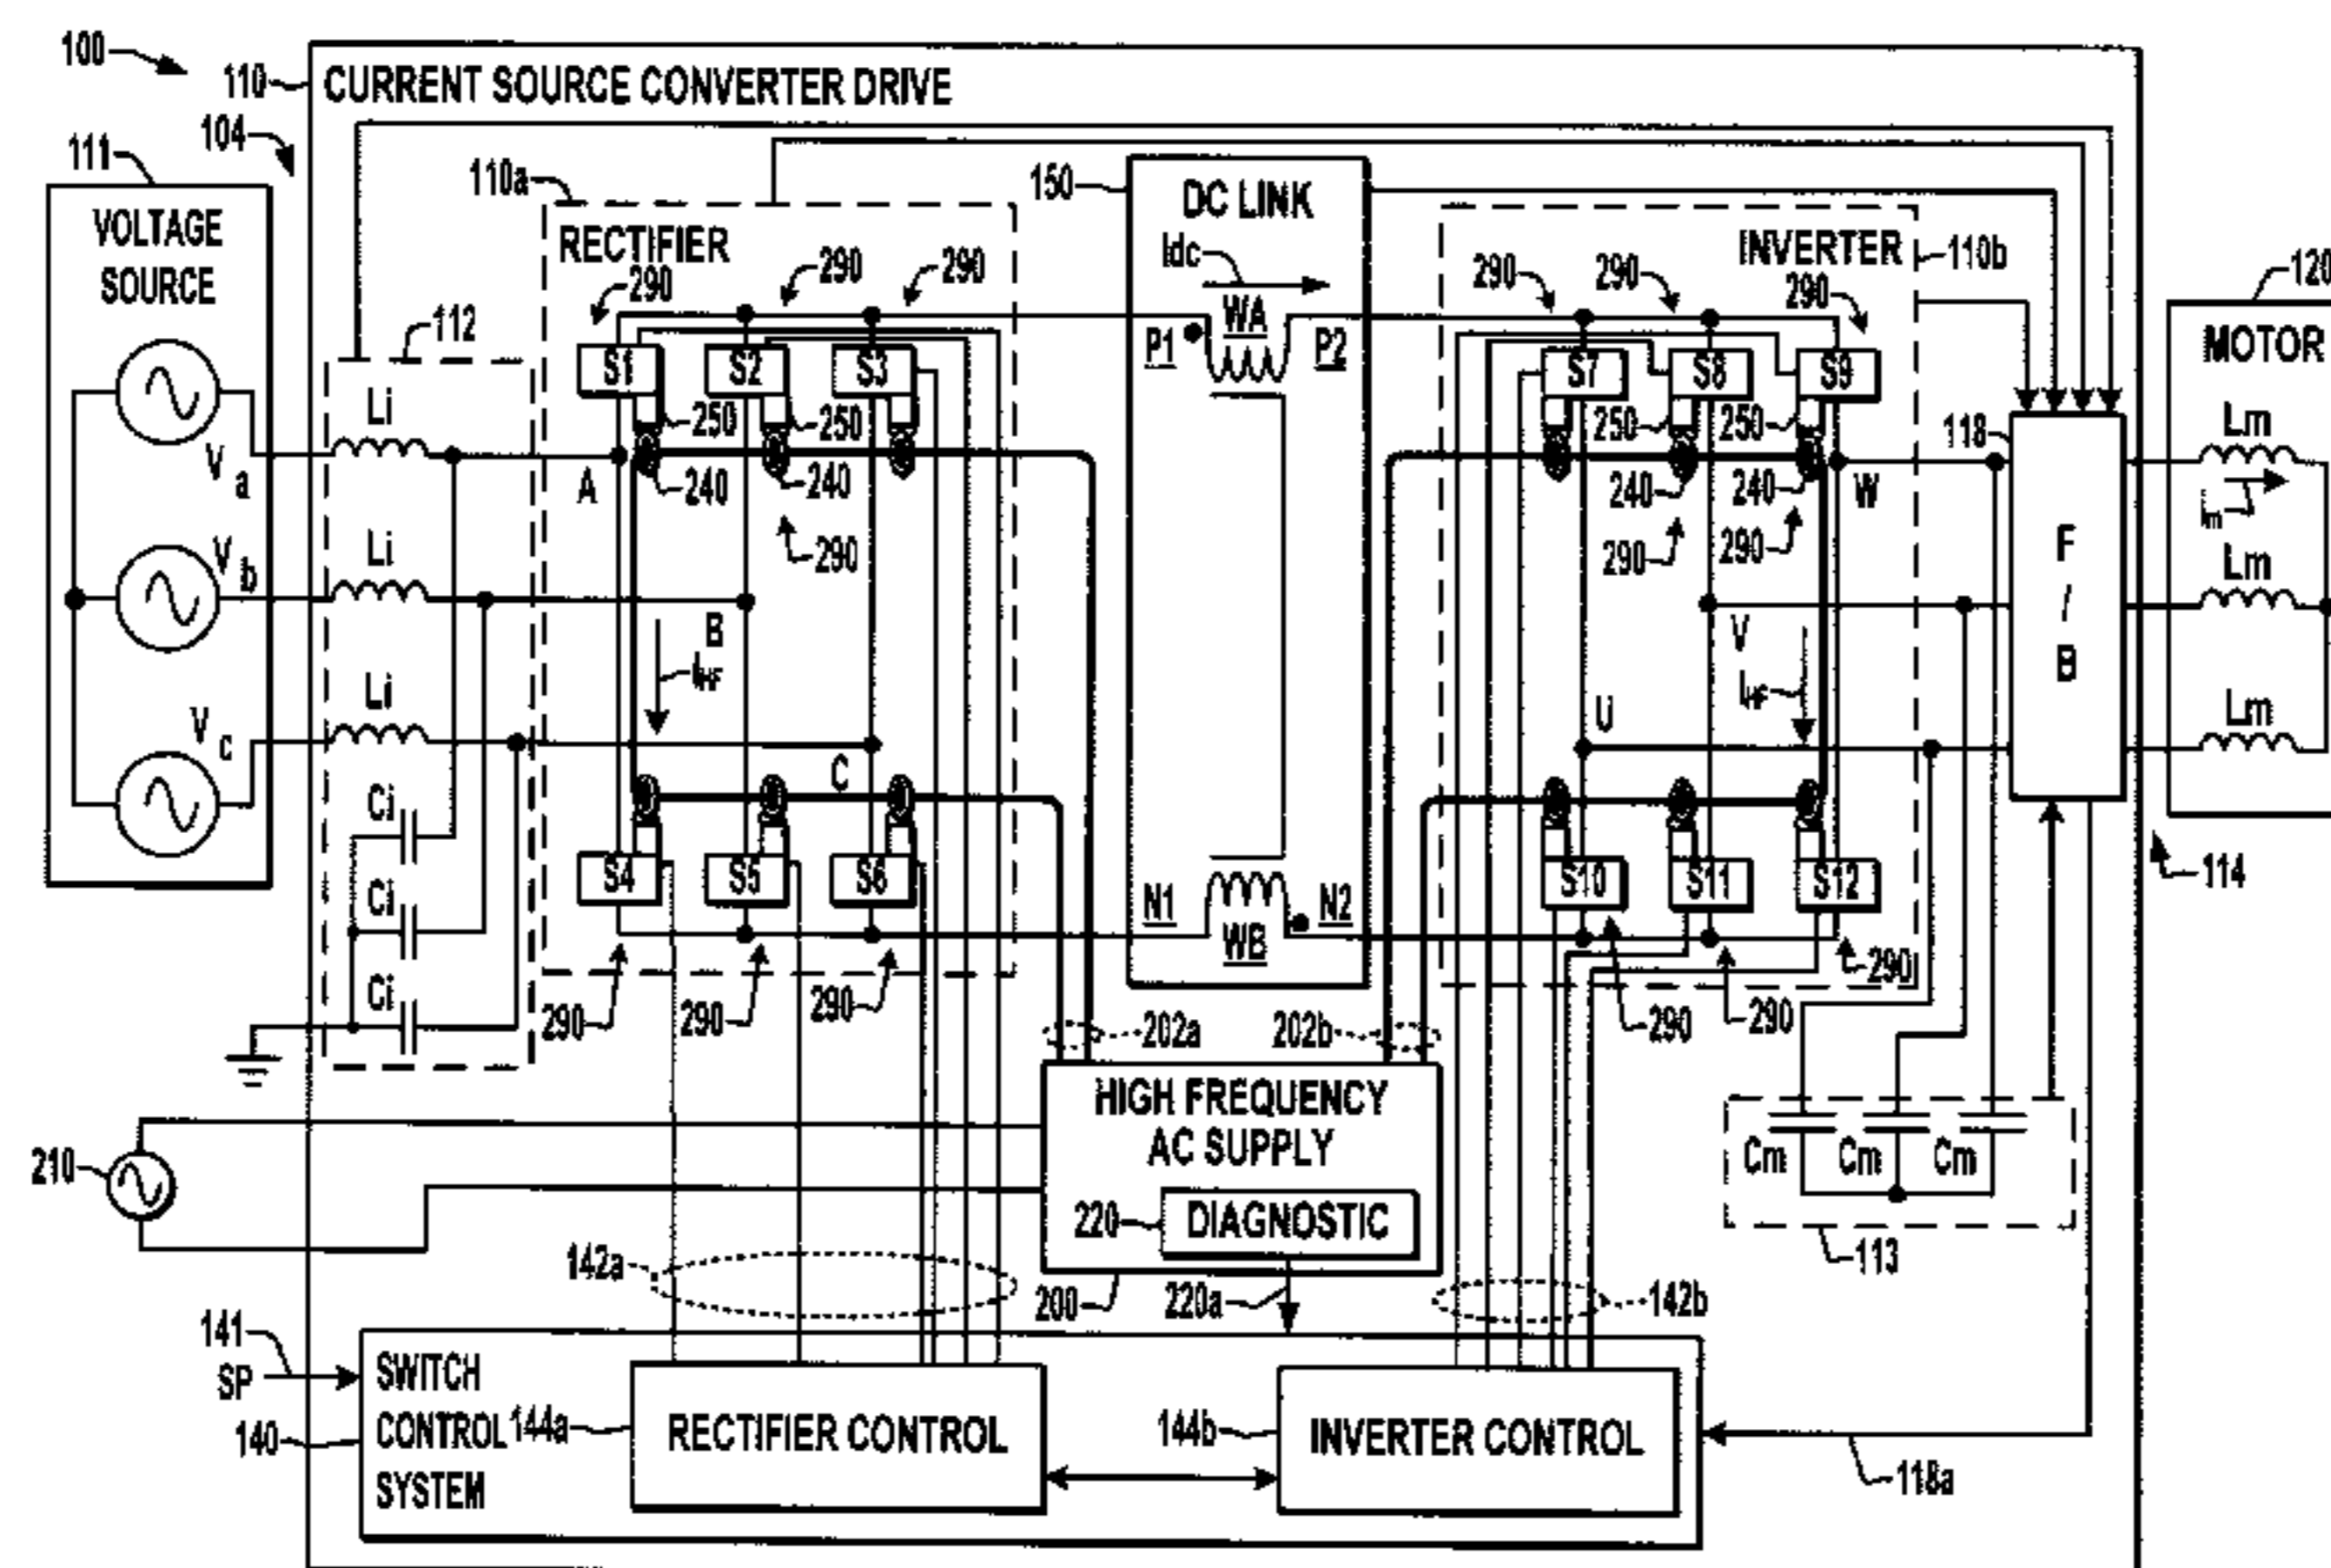 100
110
CURRENT SOURCE CONVERTER DRIVE
104
111
VOLTAGE
SOURCE
Va
Vb
Vc
112
Li
Li
Li
Ci
Ci
Ci
110a
RECTIFIER
290
290
290
S1
S2
S3
250
250
240
240
290
A
B
C
S4
S5
S6
290
290
290
150
DC LINK
Idc
WA
P1
P2
N1
N2
WB
INVERTER
110b
290
290
290
S7
S8
S9
250
250
240
240
290
290
W
V
U
S10
S11
S12
290
290
290
118
F
/
B
120
MOTOR
Lm
Im
Lm
Lm
114
202a
202b
HIGH FREQUENCY
AC SUPPLY
220
DIAGNOSTIC
200
220a
210
Cm
Cm
Cm
113
142a
142b
141
SP
140
SWITCH
CONTROL
SYSTEM
144a
RECTIFIER CONTROL
144b
INVERTER CONTROL
118a